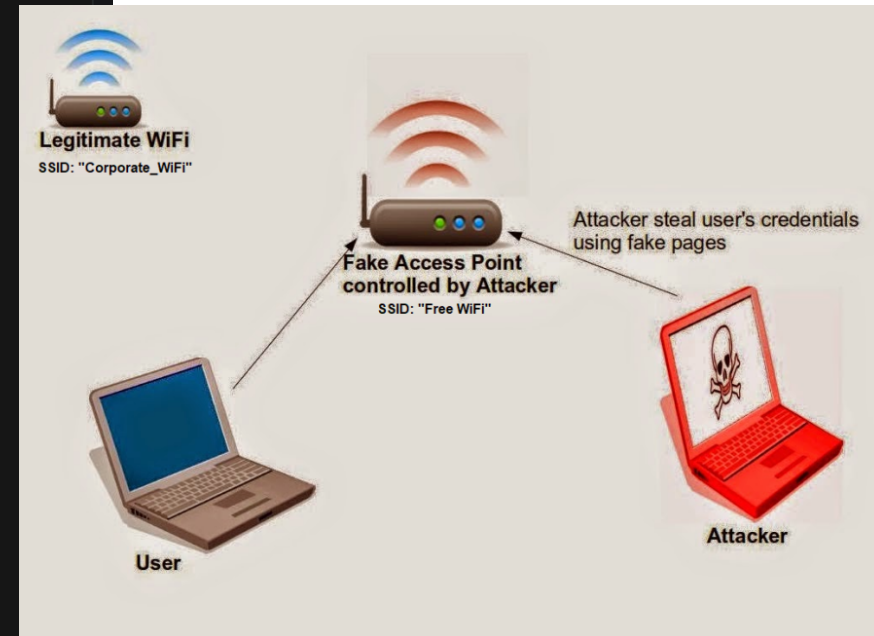 Legitimate WiFi
SSID: "Corporate_WiFi"
Attacker steal user's credentials
using fake pages
Fake Access Point
controlled by Attacker
SSID: "Free WiFi"
Attacker
User